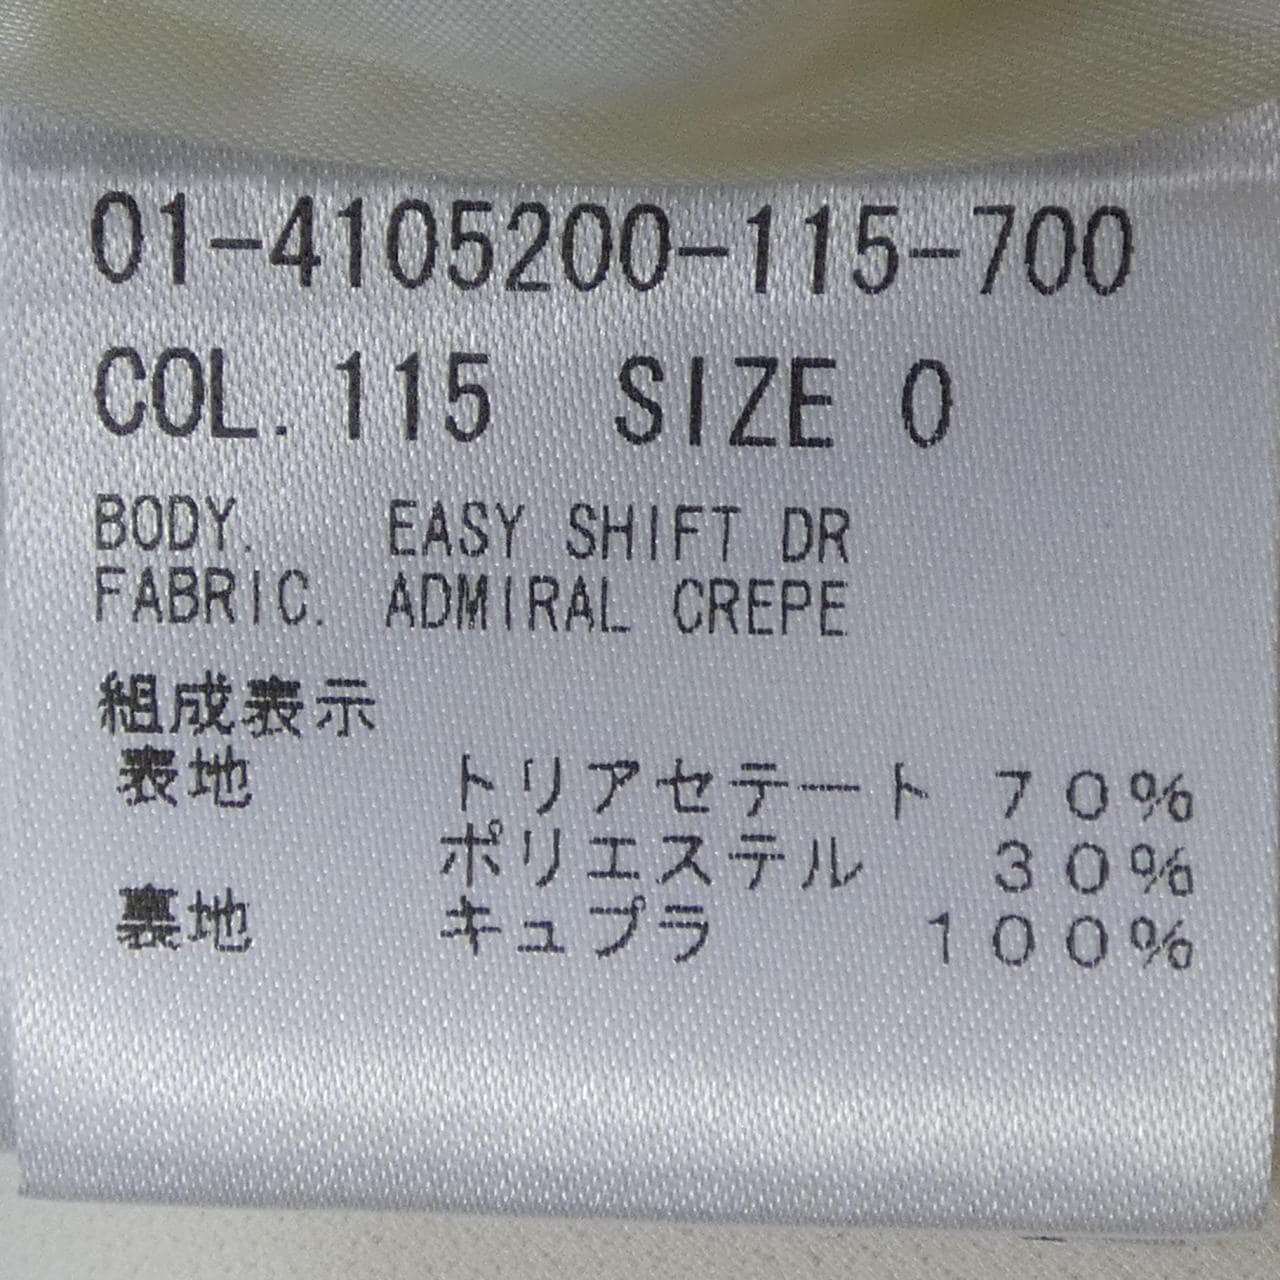 01-4105200-115-700
COL. 115 SIZE 0
BODY. EASY SHIFT DR
FABRIC. ADMIRAL CREPE
組成表示
表地 トリアセテート 70%
ポリエステル 30%
裏地 キュプラ 100%